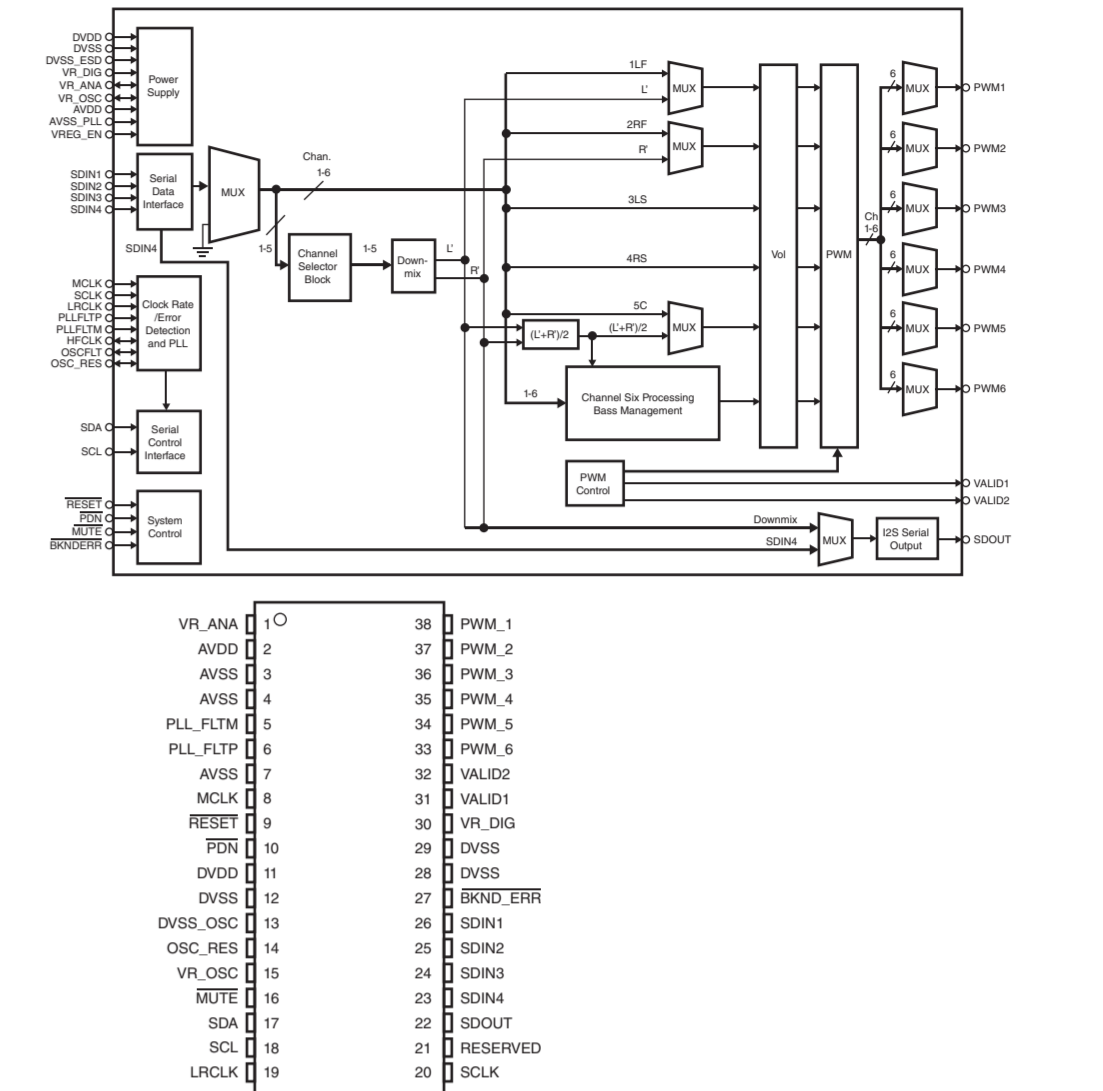 DVDD
DVSS
DVSS_ESD
VR_DIG
VR_ANA
VR_OSC
AVDD
AVSS_PLL
VREG_EN
Power
Supply
SDIN1
SDIN2
SDIN3
SDIN4
Serial
Data
Interface
SDIN4
MUX
Chan.
1-6
1-5
Channel
Selector
Block
1-5
Down-
mix
L'
R'
MCLK
SCLK
LRCLK
PLLFLTP
PLLFLTM
HFCLK
OSCFLT
OSC_RES
Clock Rate
/Error
Detection
and PLL
SDA
SCL
Serial
Control
Interface
RESET
PDN
MUTE
BKNDERR
System
Control
1LF
L'
MUX
2RF
R'
MUX
3LS
4RS
5C
(L'+R')/2
(L'+R')/2
MUX
1-6
Channel Six Processing
Bass Management
Vol
PWM
PWM
Control
Ch
1-6
6
MUX
PWM1
6
MUX
PWM2
6
MUX
PWM3
6
MUX
PWM4
6
MUX
PWM5
6
MUX
PWM6
VALID1
VALID2
Downmix
SDIN4
MUX
I2S Serial
Output
SDOUT
VR_ANA 1 38 PWM_1
AVDD 2 37 PWM_2
AVSS 3 36 PWM_3
AVSS 4 35 PWM_4
PLL_FLTM 5 34 PWM_5
PLL_FLTP 6 33 PWM_6
AVSS 7 32 VALID2
MCLK 8 31 VALID1
RESET 9 30 VR_DIG
PDN 10 29 DVSS
DVDD 11 28 DVSS
DVSS 12 27 BKND_ERR
DVSS_OSC 13 26 SDIN1
OSC_RES 14 25 SDIN2
VR_OSC 15 24 SDIN3
MUTE 16 23 SDIN4
SDA 17 22 SDOUT
SCL 18 21 RESERVED
LRCLK 19 20 SCLK